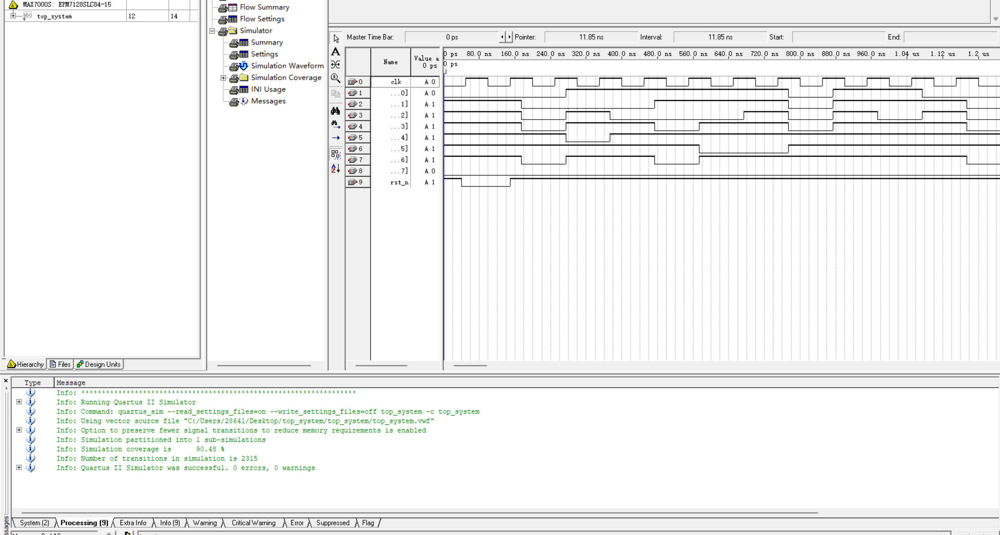 MAX7000S: EPM7128SLC84-15
top_system 12 14
Flow Summary
Flow Settings
Simulator
Summary
Settings
Simulation Waveform
Simulation Coverage
INI Usage
Messages
Master Time Bar: 0 ps Pointer: 11.85 ns Interval: 11.85 ns Start: End:
Name
Value a
0 ps
0 ps 80.0 ns 160.0 ns 240.0 ns 320.0 ns 400.0 ns 480.0 ns 560.0 ns 640.0 ns 720.0 ns 800.0 ns 880.0 ns 960.0 ns 1.04 us 1.12 us 1.2 us
0 ps
0 clk A 0
1 ...0] A 0
2 ...1] A 1
3 ...2] A 1
4 ...3] A 1
5 ...4] A 1
6 ...5] A 1
7 ...6] A 1
8 ...7] A 0
9 rst_n A 1
Hierarchy Files Design Units
Type Message
Info: *******************************************************************
Info: Running Quartus II Simulator
Info: Command: quartus_sim --read_settings_files=on --write_settings_files=off top_system -c top_system
Info: Using vector source file "C:/Users/28641/Desktop/top_system/top_system/top_system.vwf"
Info: Option to preserve fewer signal transitions to reduce memory requirements is enabled
Info: Simulation partitioned into 1 sub-simulations
Info: Simulation coverage is 90.48 %
Info: Number of transitions in simulation is 2315
Info: Quartus II Simulator was successful. 0 errors, 0 warnings
System (2) Processing (9) Extra Info Info (9) Warning Critical Warning Error Suppressed Flag